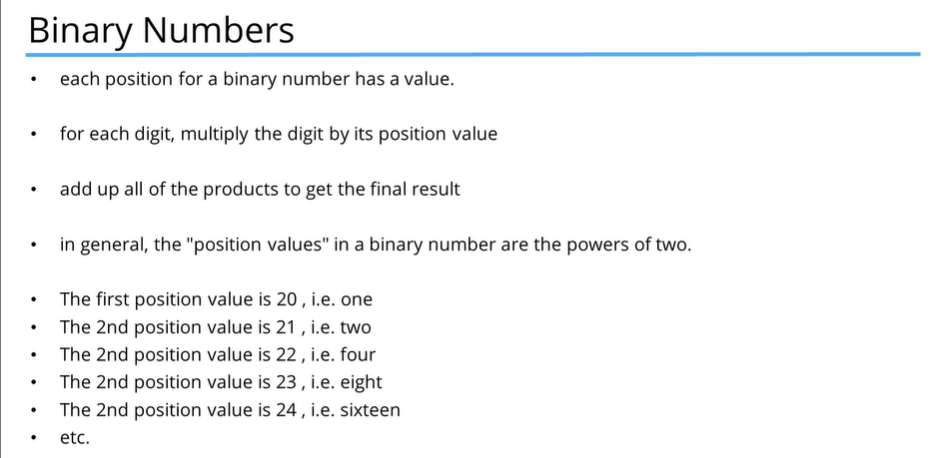 Binary Numbers
• each position for a binary number has a value.
• for each digit, multiply the digit by its position value
• add up all of the products to get the final result
• in general, the "position values" in a binary number are the powers of two.
• The first position value is 20 , i.e. one
• The 2nd position value is 21 , i.e. two
• The 2nd position value is 22 , i.e. four
• The 2nd position value is 23 , i.e. eight
• The 2nd position value is 24 , i.e. sixteen
• etc.